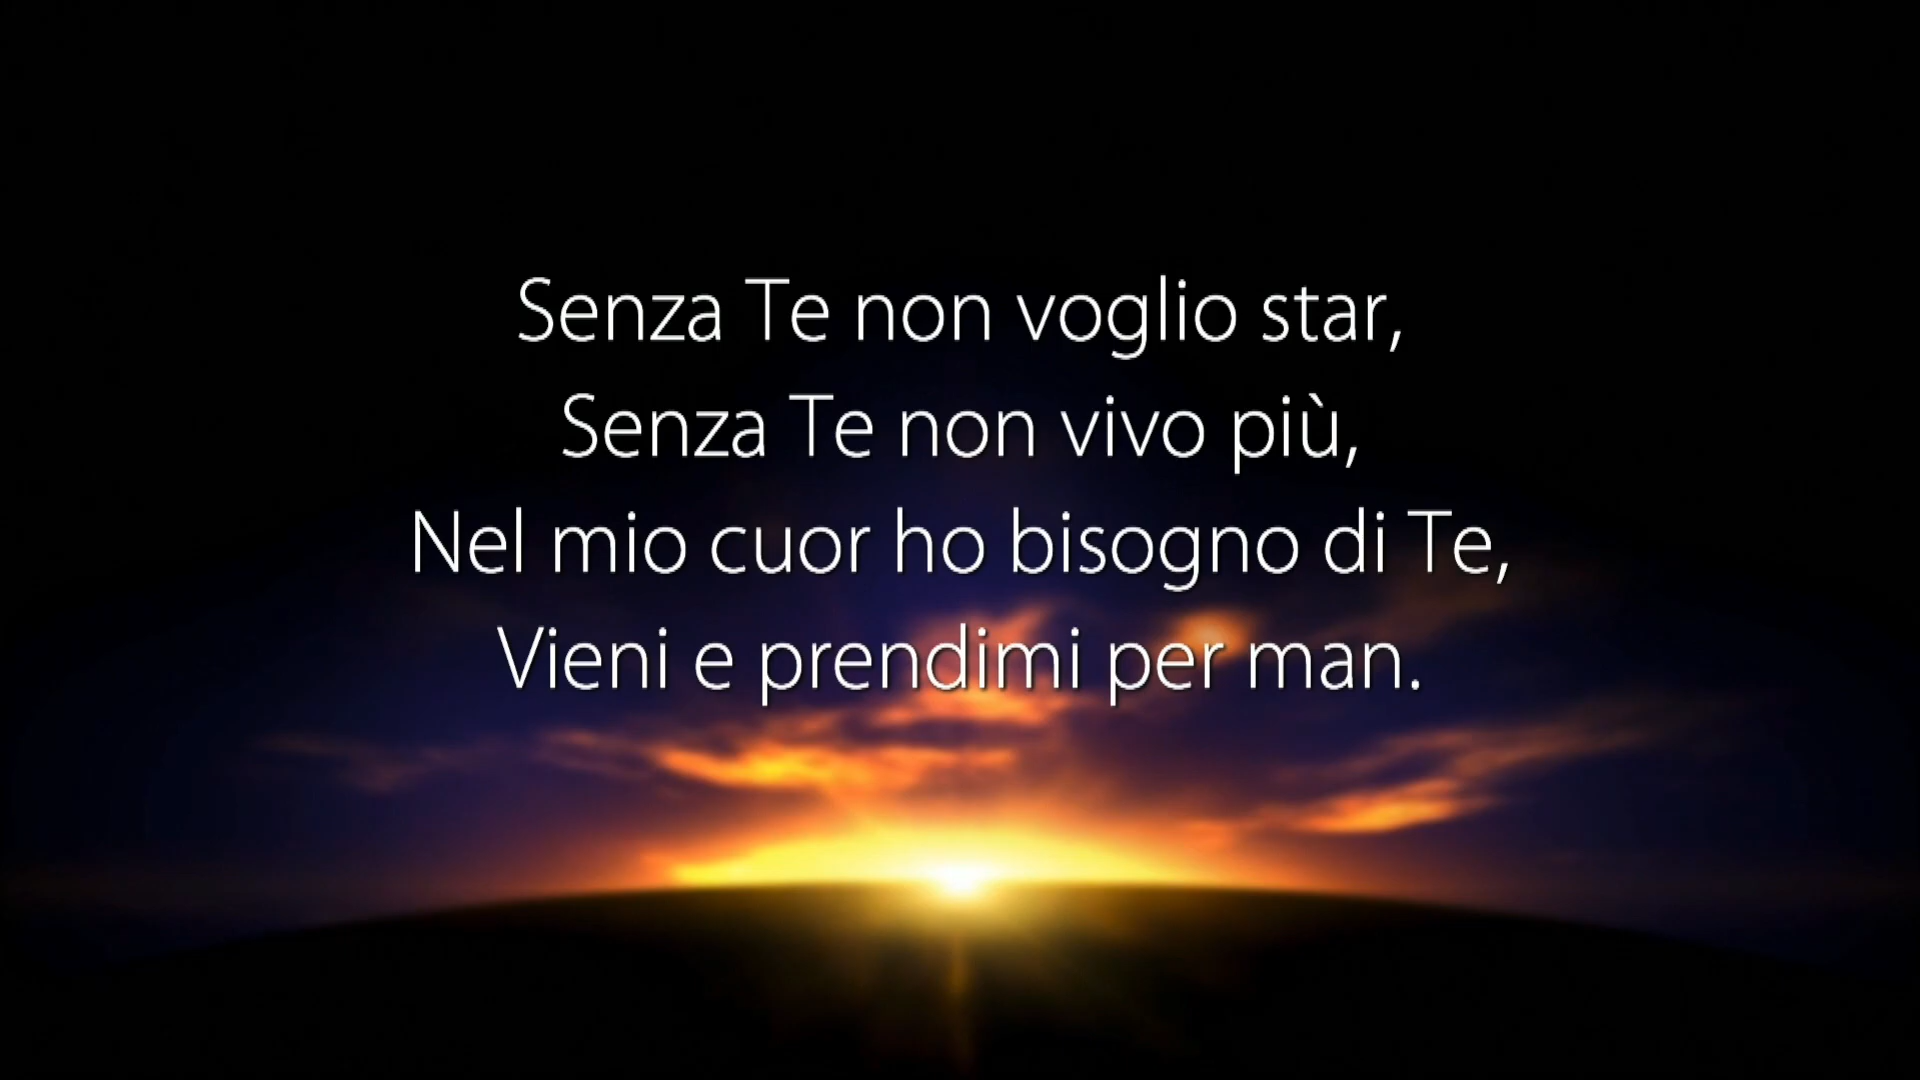 Senza Te non voglio star,
Senza Te non vivo più,
Nel mio cuor ho bisogno di Te,
Vieni e prendimi per man.